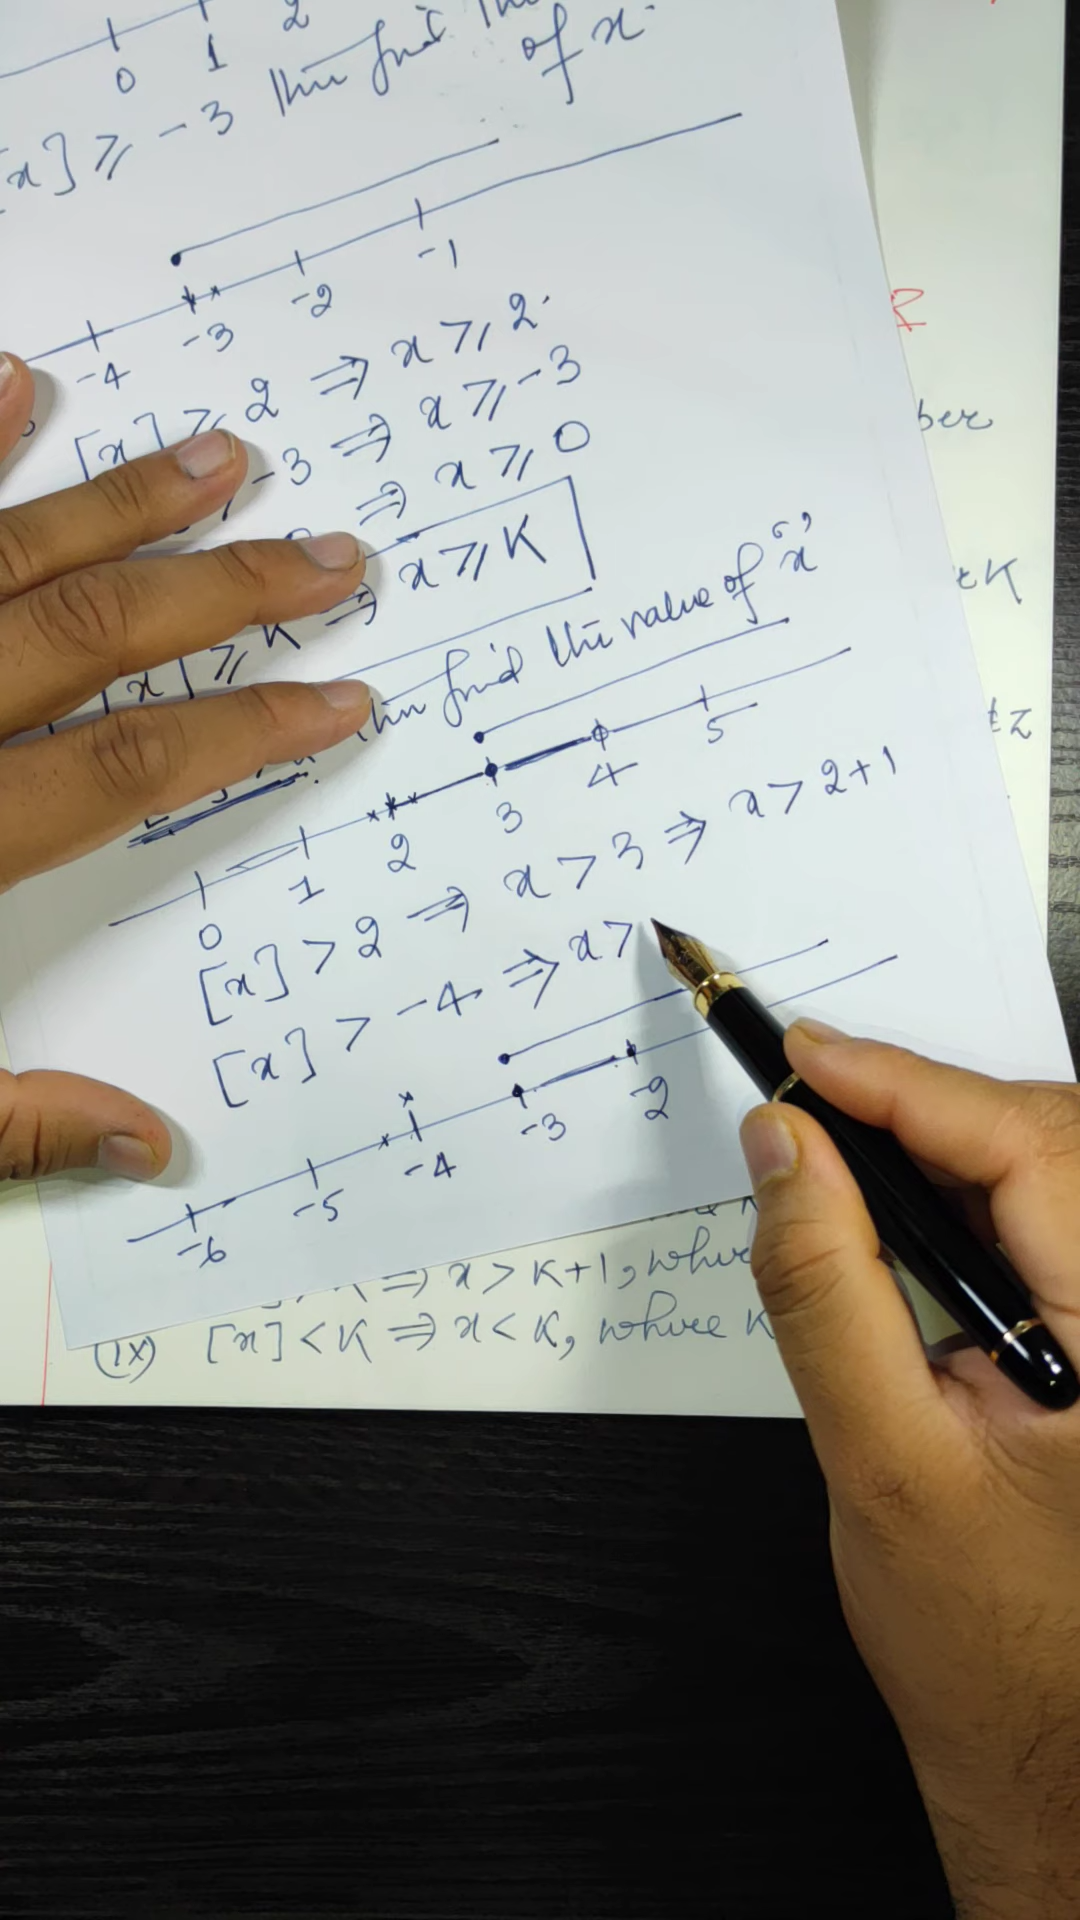 0 1 2
[x] ⩾ -3 then find
of x.
-4 -3 -2 -1
[x] ⩾ 2 ⇒ x ⩾ 2.
-3 ⇒ x ⩾ -3
⇒ x ⩾ 0
[x] ⩾ K ⇒ x ⩾ K
then find the value of "x"
0 1 2 3 4 5
[x] > 2 ⇒ x > 3 ⇒ x > 2+1
[x] > -4 ⇒ x >
-6 -5 -4 -3 -2
R
ber
K
⇒ x > K+1, where
(ix) [x] < K ⇒ x < K, where K